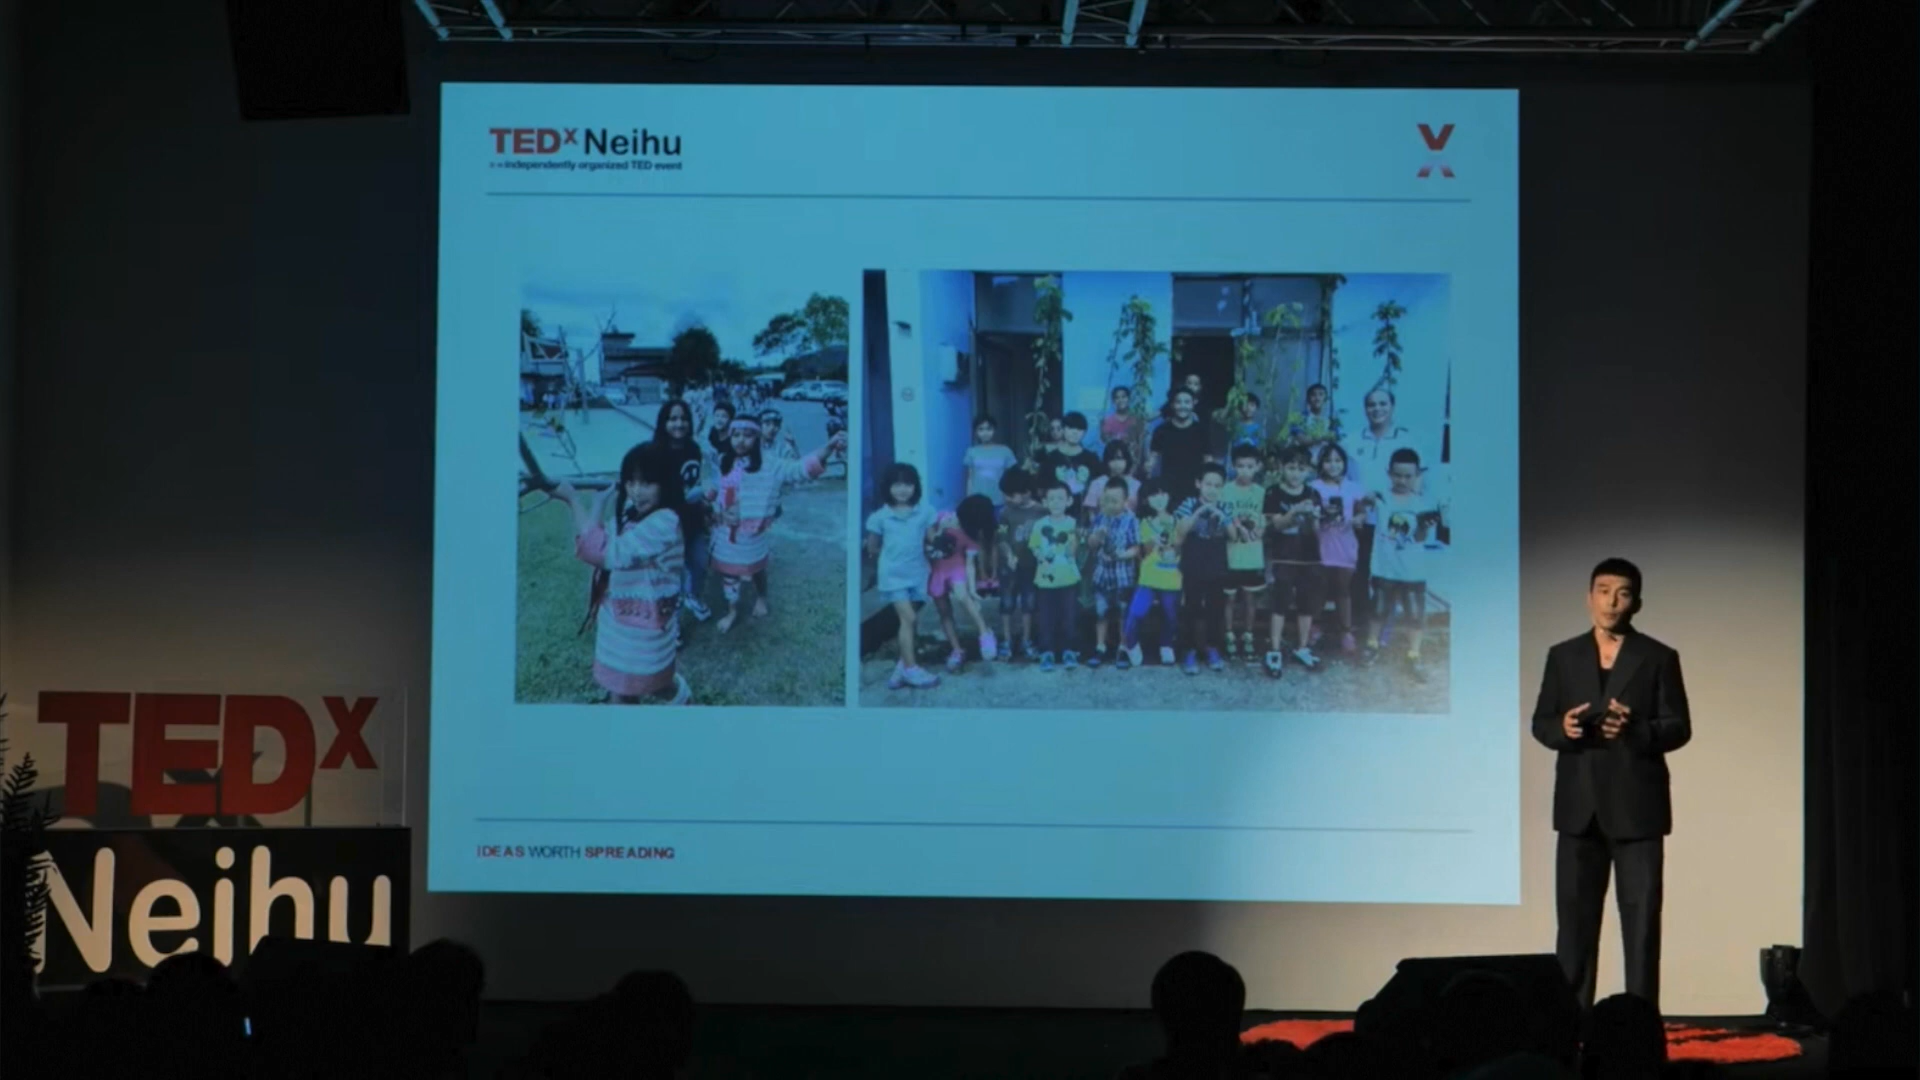 TEDx Neihu
x = independently organized TED event
IDEAS WORTH SPREADING
TEDx
Neihu